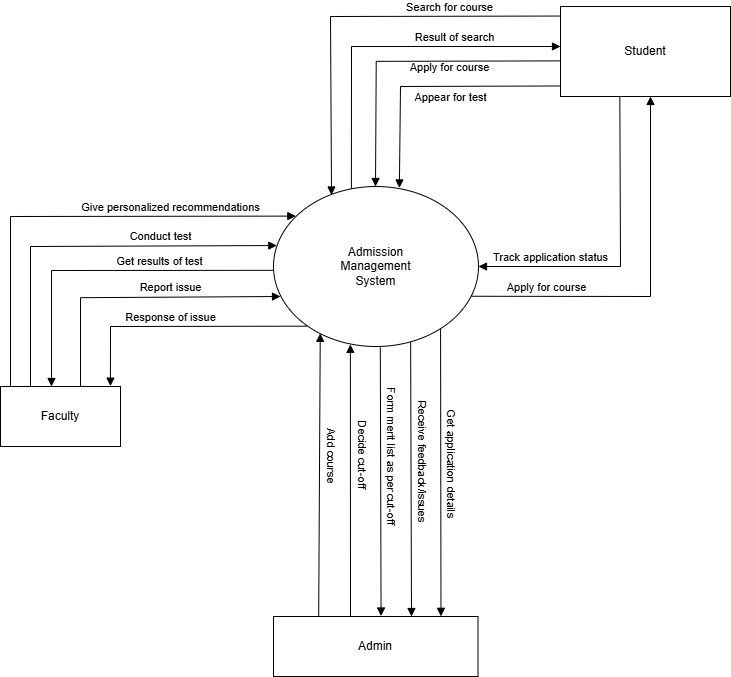 Search for course
Result of search
Student
Apply for course
Appear for test
Give personalized recommendations
Conduct test
Admission
Management
System
Get results of test
Track application status
Report issue
Apply for course
Response of issue
Faculty
Add course
Decide cut-off
Form merit list as per cut-off
Receive feedback/issues
Get application details
Admin